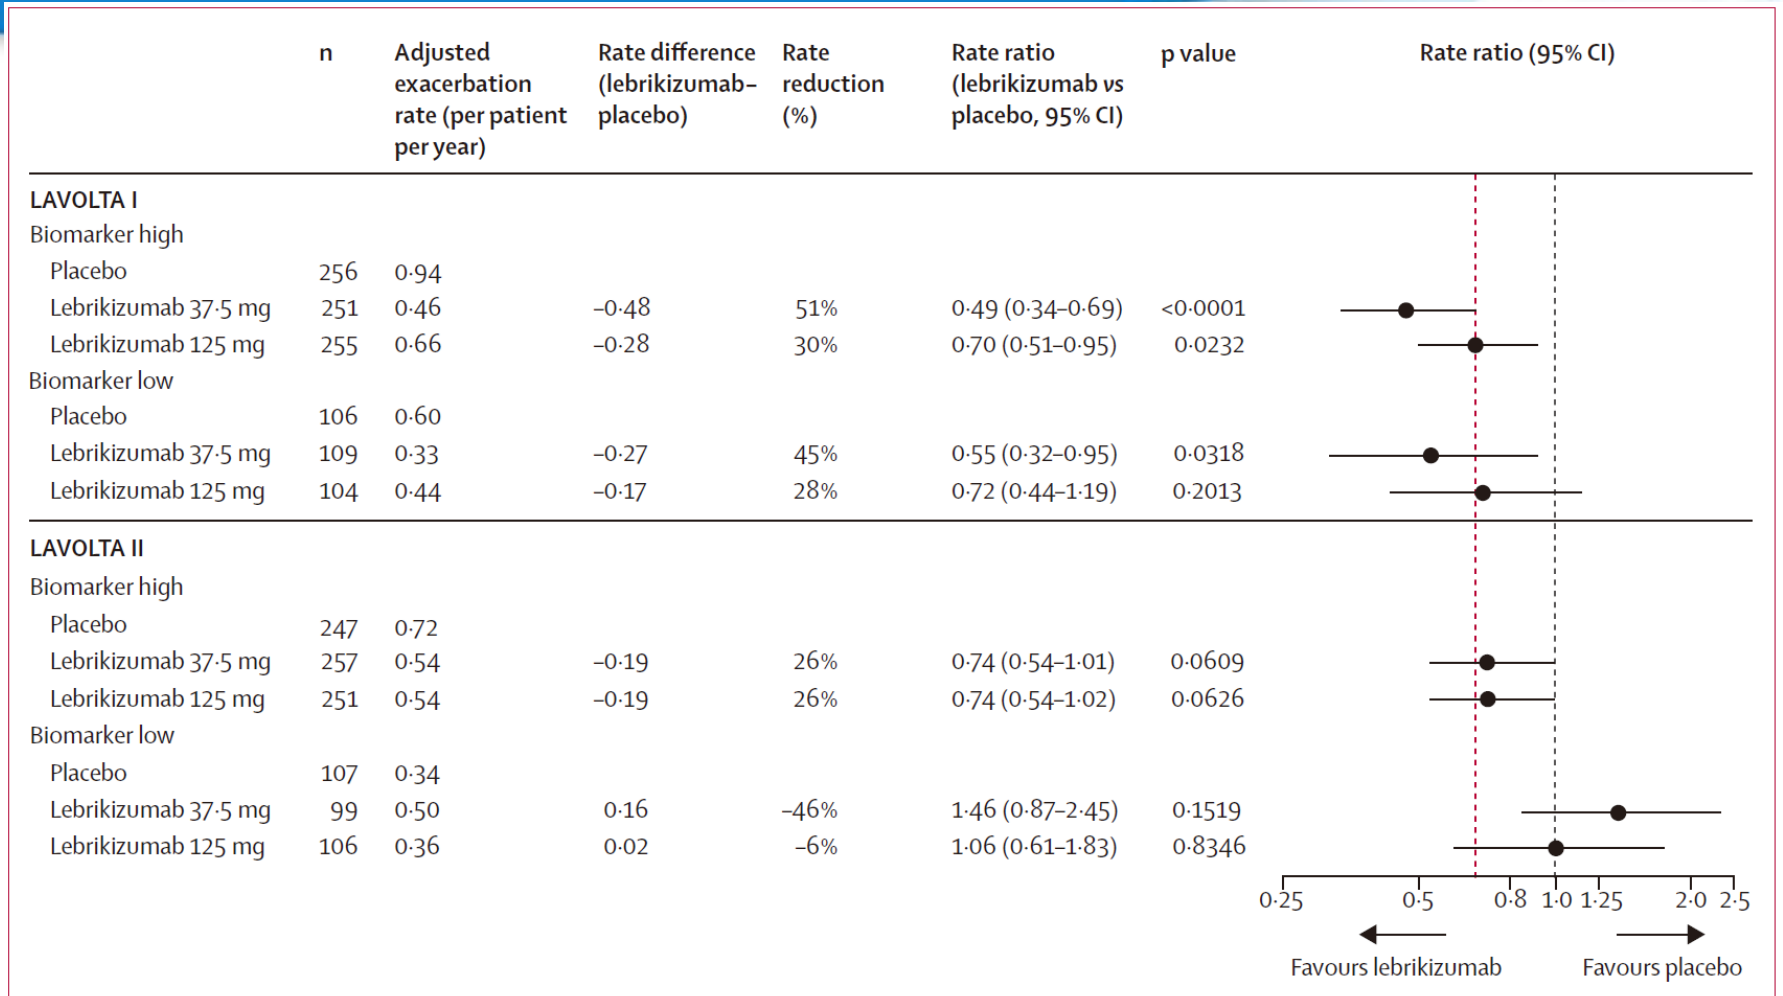 n Adjusted exacerbation rate (per patient per year) Rate difference (lebrikizumab–placebo) Rate reduction (%) Rate ratio (lebrikizumab vs placebo, 95% CI) p value Rate ratio (95% CI)
LAVOLTA I
Biomarker high
Placebo 256 0·94
Lebrikizumab 37·5 mg 251 0·46 –0·48 51% 0·49 (0·34–0·69) <0·0001
Lebrikizumab 125 mg 255 0·66 –0·28 30% 0·70 (0·51–0·95) 0·0232
Biomarker low
Placebo 106 0·60
Lebrikizumab 37·5 mg 109 0·33 –0·27 45% 0·55 (0·32–0·95) 0·0318
Lebrikizumab 125 mg 104 0·44 –0·17 28% 0·72 (0·44–1·19) 0·2013
LAVOLTA II
Biomarker high
Placebo 247 0·72
Lebrikizumab 37·5 mg 257 0·54 –0·19 26% 0·74 (0·54–1·01) 0·0609
Lebrikizumab 125 mg 251 0·54 –0·19 26% 0·74 (0·54–1·02) 0·0626
Biomarker low
Placebo 107 0·34
Lebrikizumab 37·5 mg 99 0·50 0·16 –46% 1·46 (0·87–2·45) 0·1519
Lebrikizumab 125 mg 106 0·36 0·02 –6% 1·06 (0·61–1·83) 0·8346
0·25 0·5 0·8 1·0 1·25 2·0 2·5
Favours lebrikizumab Favours placebo